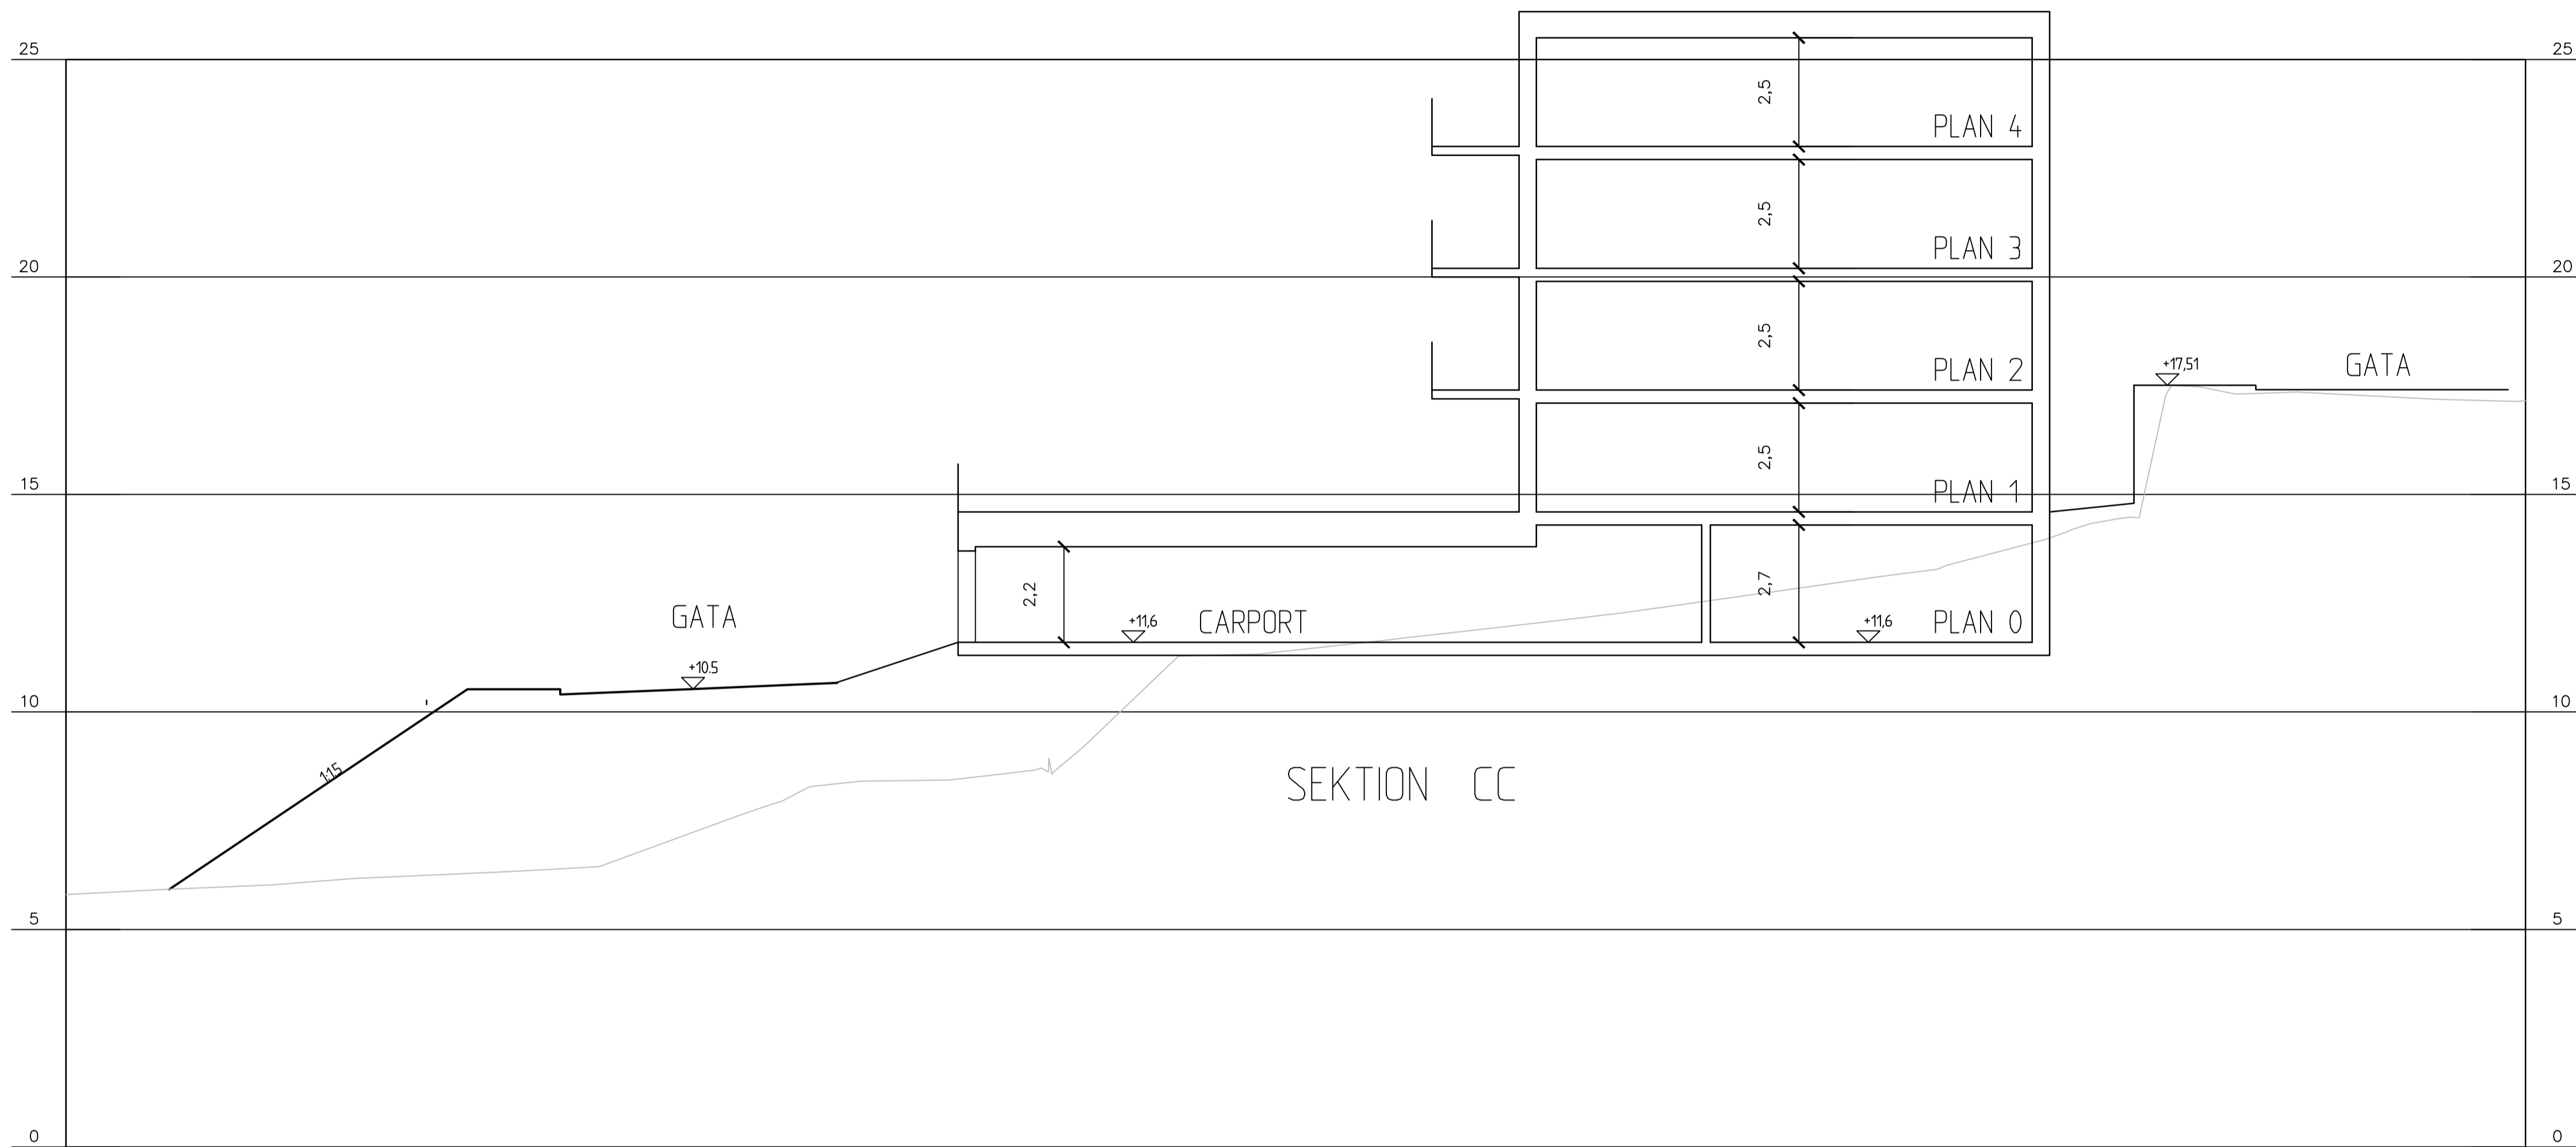 25 25
2,5
PLAN 4
2,5
PLAN 3
20 20
2,5
PLAN 2
+17,51
GATA
2,5
PLAN 1
15 15
2,2
2,7
GATA
+11,6
CARPORT
+11,6
PLAN 0
+10.5
10 10
1:1.5
SEKTION CC
5 5
0 0